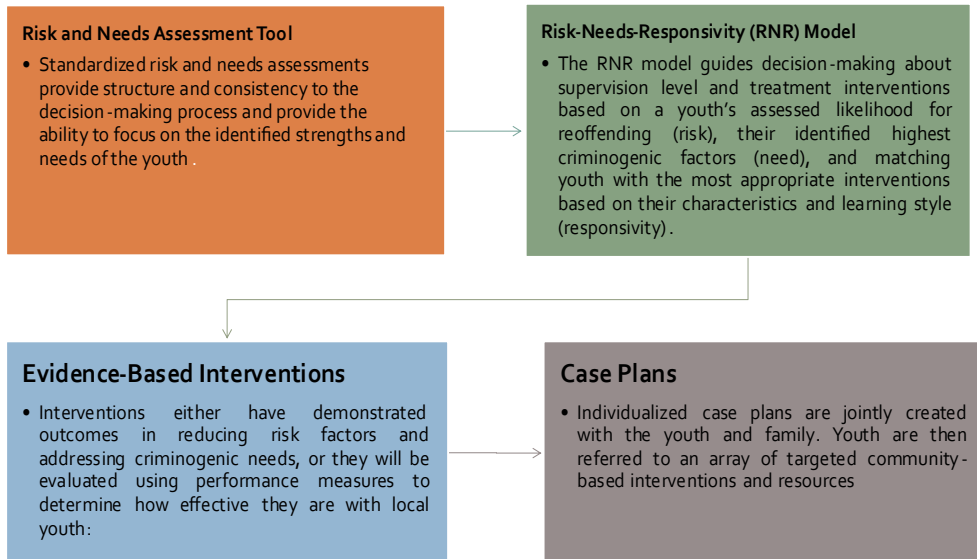 Risk and Needs Assessment Tool
• Standardized risk and needs assessments
provide structure and consistency to the
decision-making process and provide the
ability to focus on the identified strengths and
needs of the youth .
Risk-Needs-Responsivity (RNR) Model
• The RNR model guides decision-making about
supervision level and treatment interventions
based on a youth's assessed likelihood for
reoffending (risk), their identified highest
criminogenic factors (need), and matching
youth with the most appropriate interventions
based on their characteristics and learning style
(responsivity) .
Evidence-Based Interventions
• Interventions either have demonstrated
outcomes in reducing risk factors and
addressing criminogenic needs, or they will be
evaluated using performance measures to
determine how effective they are with local
youth:
Case Plans
• Individualized case plans are jointly created
with the youth and family. Youth are then
referred to an array of targeted community-
based interventions and resources